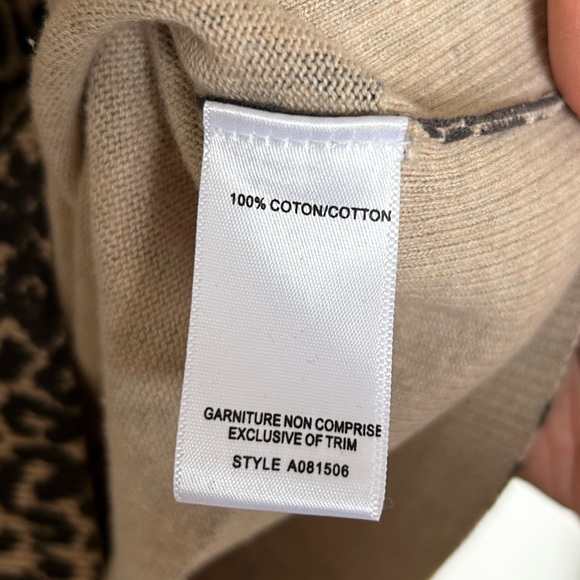 100% COTON/COTTON
GARNITURE NON COMPRISE
EXCLUSIVE OF TRIM
STYLE A081506